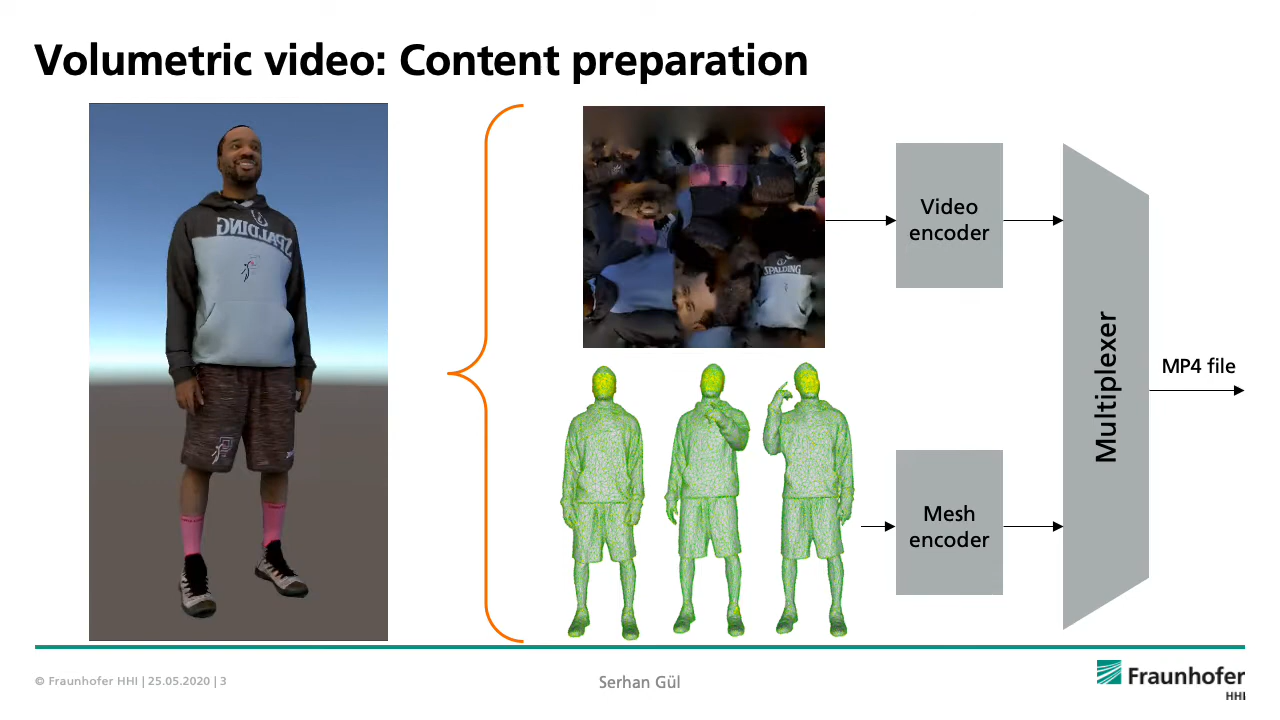 Volumetric video: Content preparation
SPALDING
SPALDING
Video
encoder
Mesh
encoder
Multiplexer
MP4 file
© Fraunhofer HHI | 25.05.2020 | 3
Serhan Gül
Fraunhofer
HHI